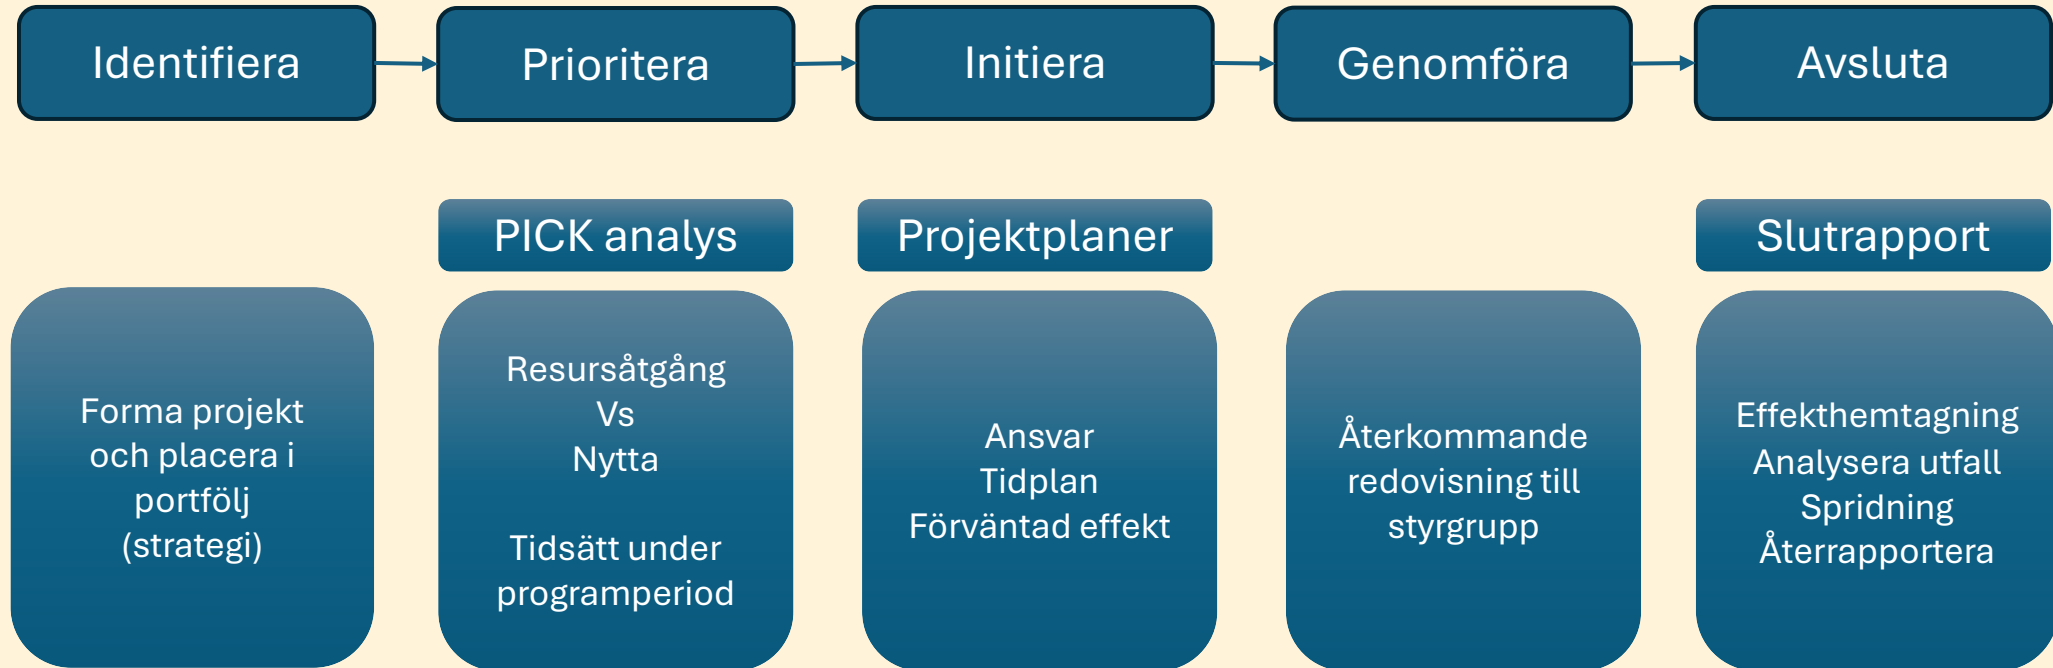 Identifiera
Prioritera
Initiera
Genomföra
Avsluta
PICK analys
Projektplaner
Slutrapport
Forma projekt
och placera i
portfölj
(strategi)
Resursåtgång
Vs
Nytta
Tidsätt under
programperiod
Ansvar
Tidplan
Förväntad effekt
Återkommande
redovisning till
styrgrupp
Effekthemtagning
Analysera utfall
Spridning
Återrapportera